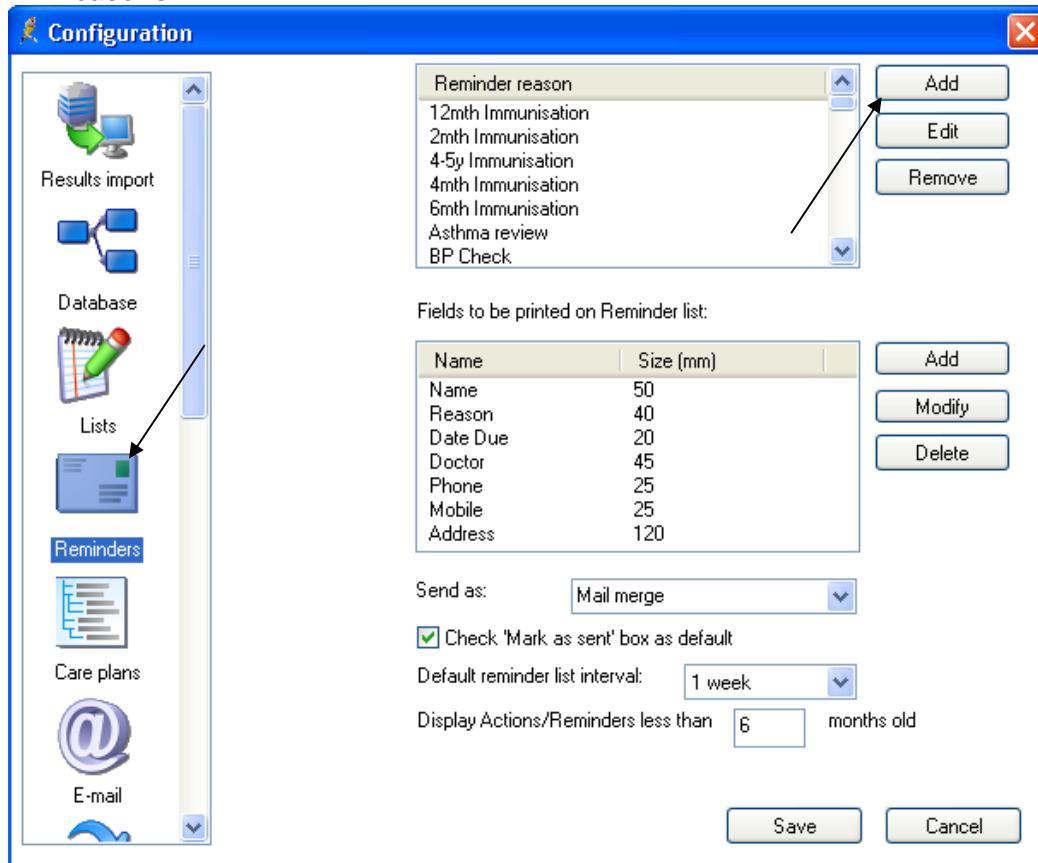 Configuration
Results import
Database
Lists
Reminders
Care plans
E-mail
Reminder reason
12mth Immunisation
2mth Immunisation
4-5y Immunisation
4mth Immunisation
6mth Immunisation
Asthma review
BP Check
Add
Edit
Remove
Fields to be printed on Reminder list:
Name Size (mm)
Name 50
Reason 40
Date Due 20
Doctor 45
Phone 25
Mobile 25
Address 120
Add
Modify
Delete
Send as: Mail merge
Check 'Mark as sent' box as default
Default reminder list interval: 1 week
Display Actions/Reminders less than 6 months old
Save Cancel